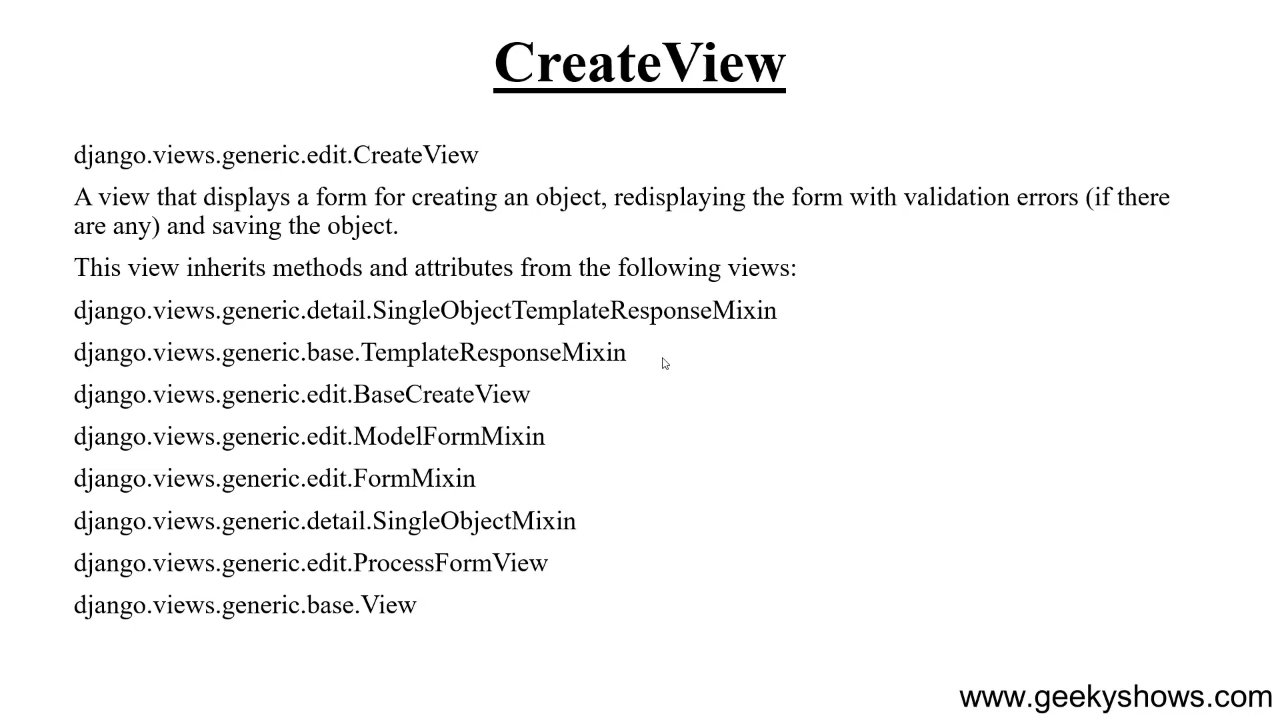 CreateView
django.views.generic.edit.CreateView
A view that displays a form for creating an object, redisplaying the form with validation errors (if there
are any) and saving the object.
This view inherits methods and attributes from the following views:
django.views.generic.detail.SingleObjectTemplateResponseMixin
django.views.generic.base.TemplateResponseMixin
django.views.generic.edit.BaseCreateView
django.views.generic.edit.ModelFormMixin
django.views.generic.edit.FormMixin
django.views.generic.detail.SingleObjectMixin
django.views.generic.edit.ProcessFormView
django.views.generic.base.View
www.geekyshows.com